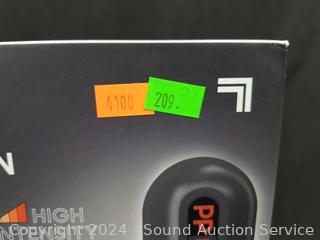 4100
209.
N
HIGH
INTENSITY
PR
Copyright 2024 - Sound Auction Service